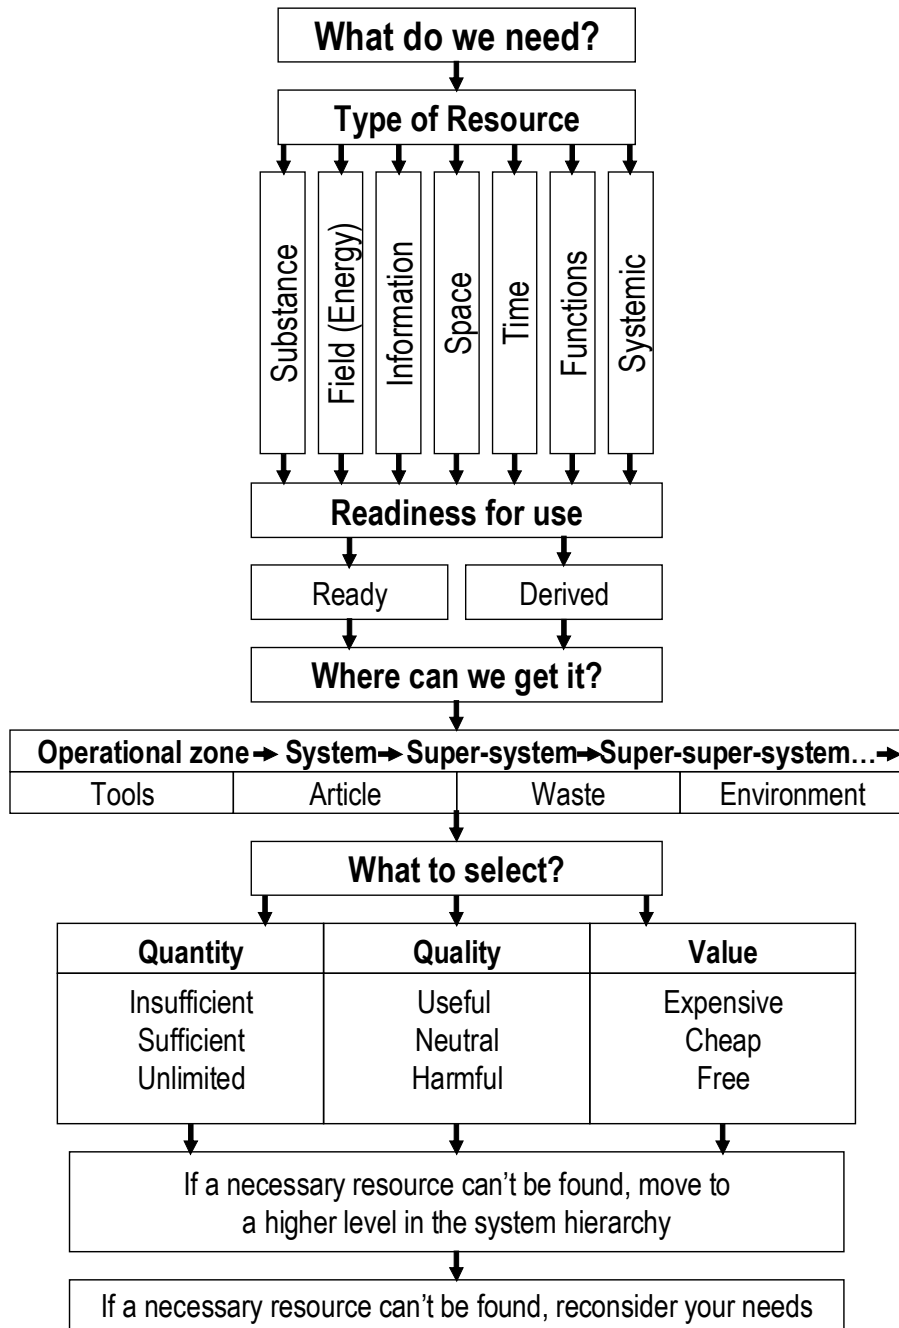 What do we need?
Type of Resource
Substance
Field (Energy)
Information
Space
Time
Functions
Systemic
Readiness for use
Ready
Derived
Where can we get it?
Operational zone System Super-system Super-super-system…
Tools Article Waste Environment
What to select?
Quantity Quality Value
Insufficient Useful Expensive
Sufficient Neutral Cheap
Unlimited Harmful Free
If a necessary resource can’t be found, move to
a higher level in the system hierarchy
If a necessary resource can’t be found, reconsider your needs